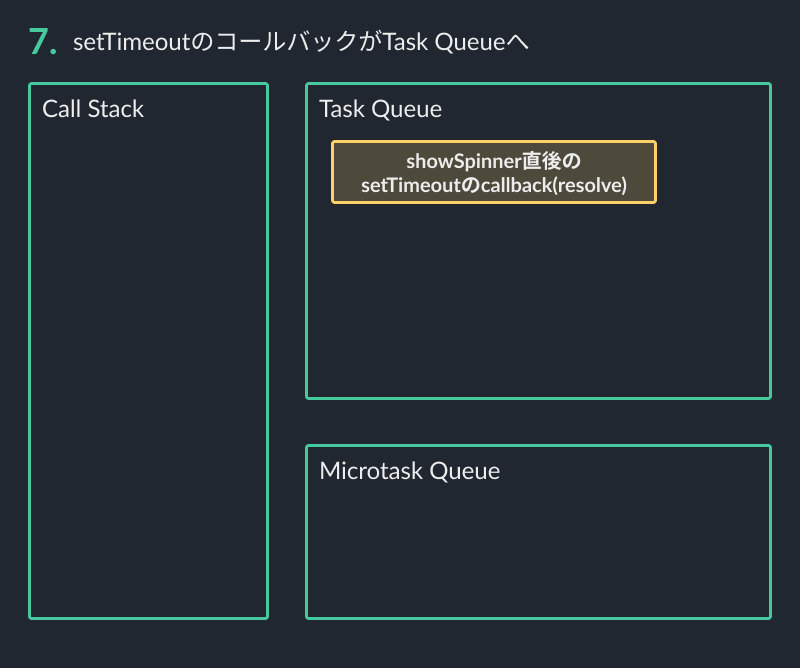 7. setTimeoutのコールバックがTask Queueへ
Call Stack
Task Queue
showSpinner直後の
setTimeoutのcallback(resolve)
Microtask Queue